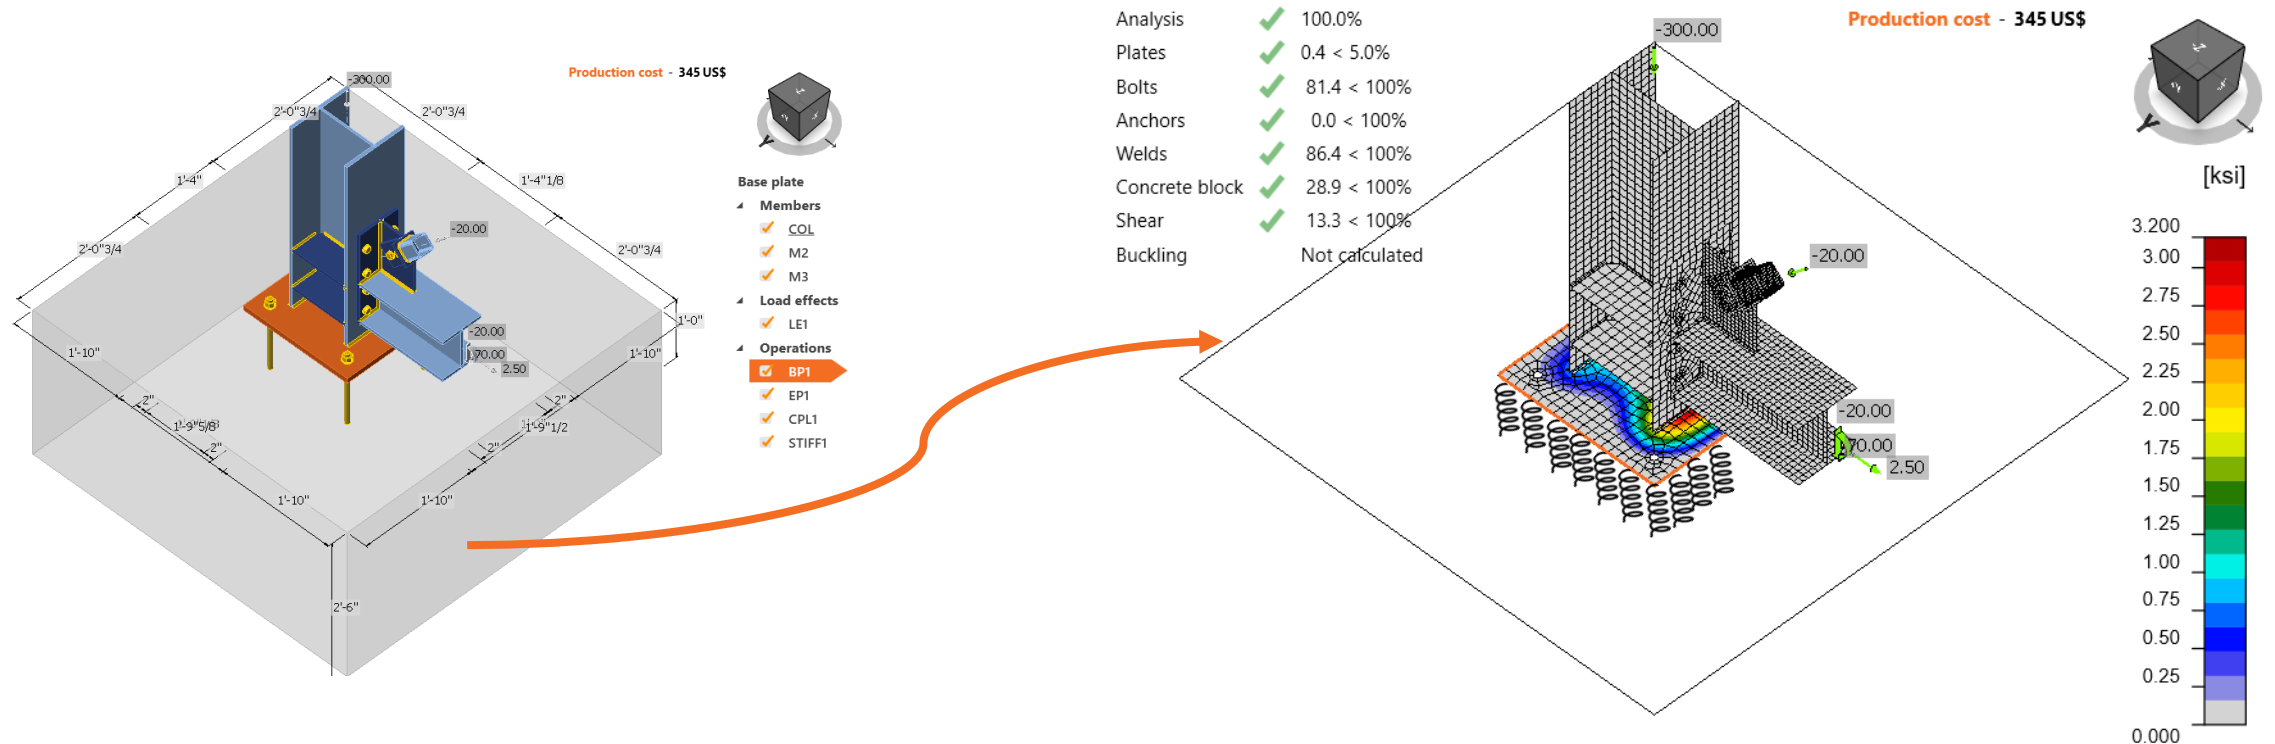 Production cost - 345 US$
-300.00
2'-0"3/4
2'-0"3/4
1'-4"
1'-4"1/8
2'-0"3/4
2'-0"3/4
-20.00
1'-0"
-20.00
70.00
2.50
1'-10"
1'-10"
2"
2"
1'-9"1/2
2"
2"
1'-10"
1'-10"
2'-6"
Base plate
Members
COL
M2
M3
Load effects
LE1
Operations
BP1
EP1
CPL1
STIFF1
Analysis 100.0%
Plates 0.4 < 5.0%
Bolts 81.4 < 100%
Anchors 0.0 < 100%
Welds 86.4 < 100%
Concrete block 28.9 < 100%
Shear 13.3 < 100%
Buckling Not calculated
Production cost - 345 US$
-300.00
-20.00
-20.00
70.00
2.50
[ksi]
3.200
3.00
2.75
2.50
2.25
2.00
1.75
1.50
1.25
1.00
0.75
0.50
0.25
0.000